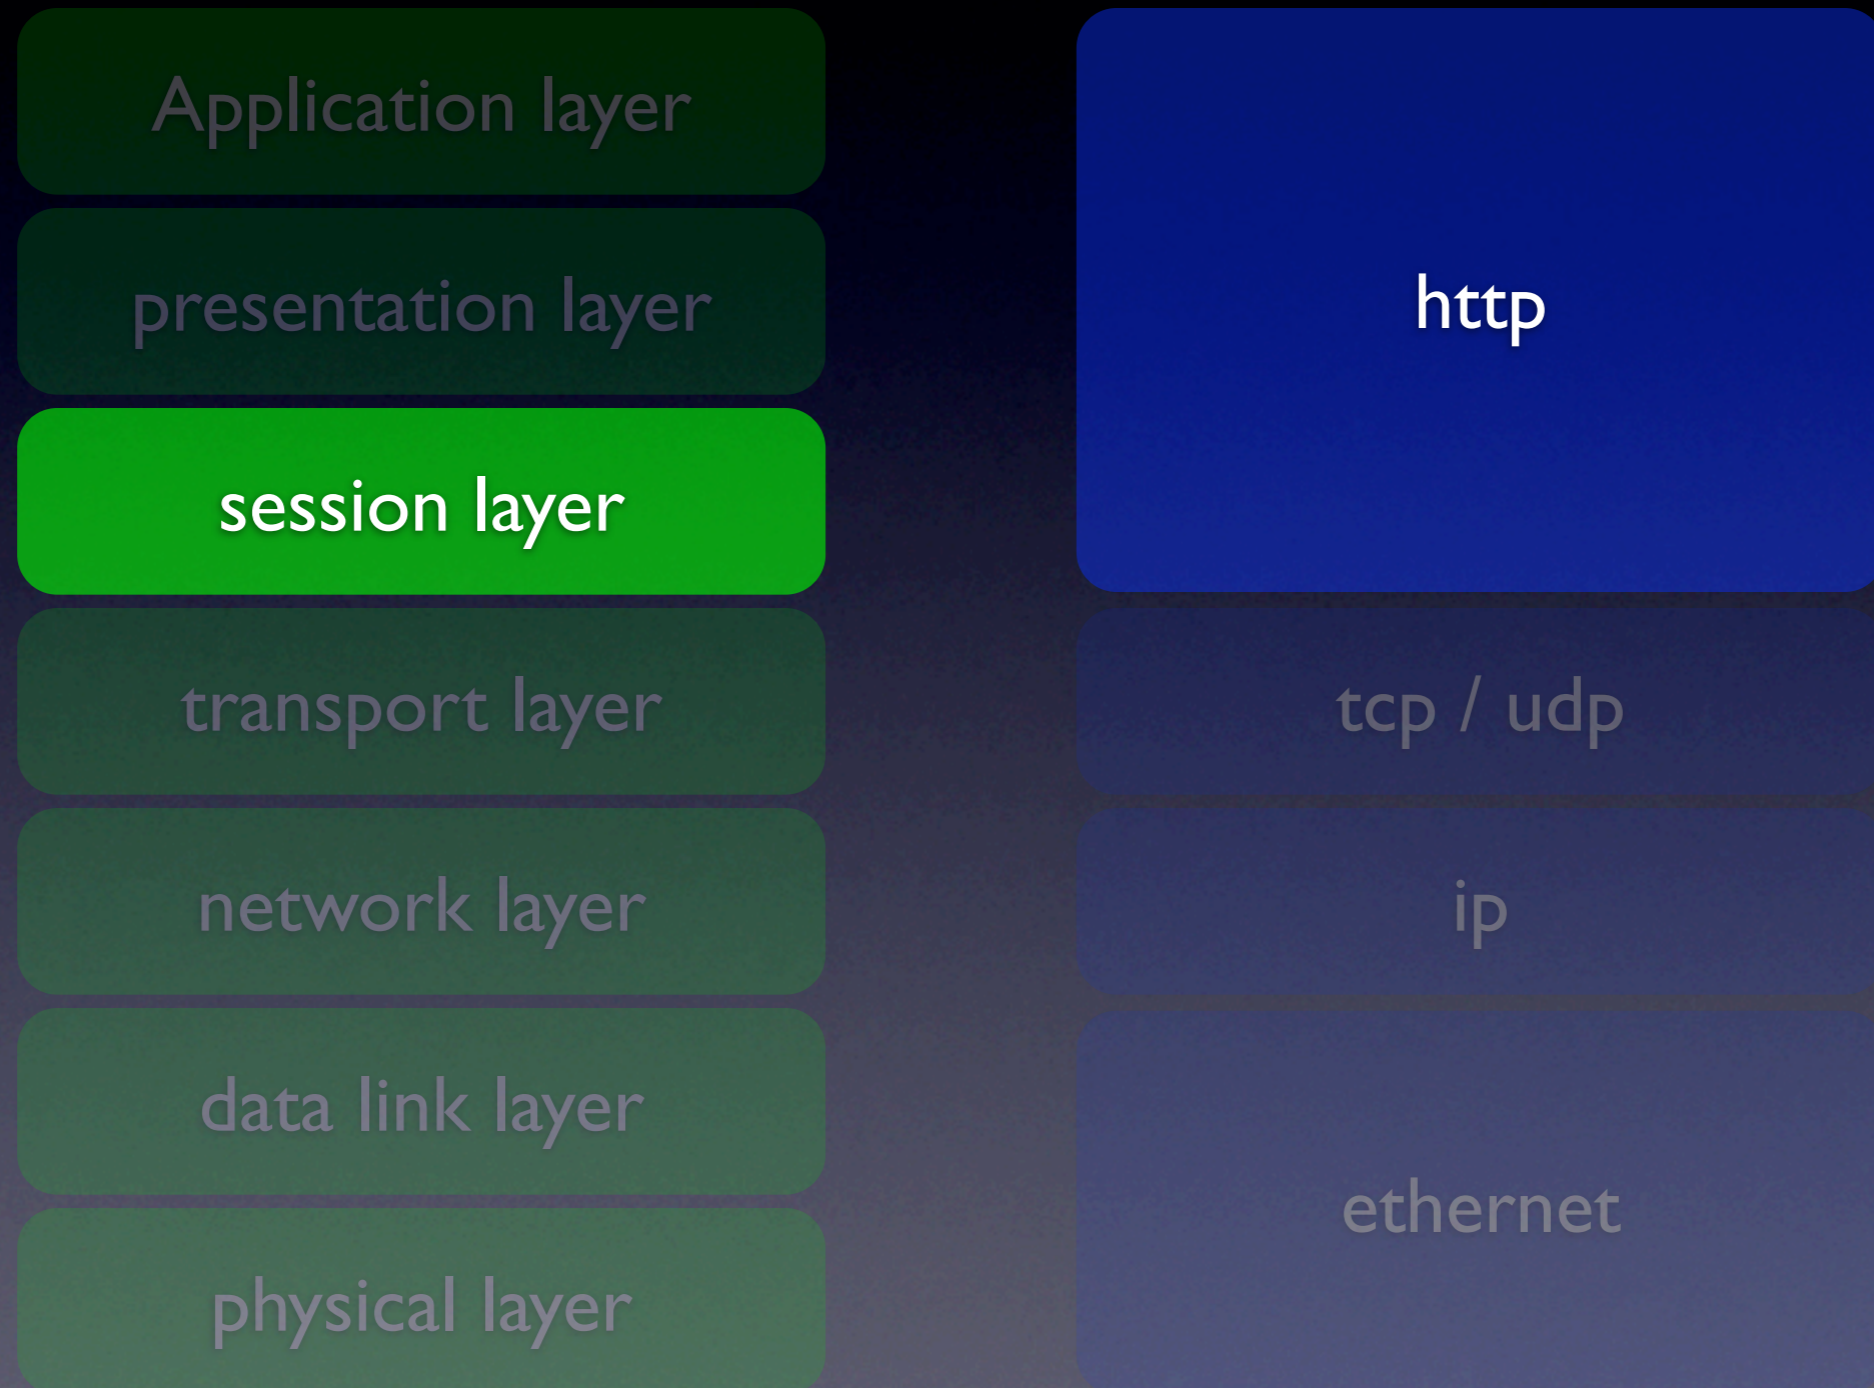 Application layer
presentation layer
session layer
transport layer
network layer
data link layer
physical layer
http
tcp / udp
ip
ethernet